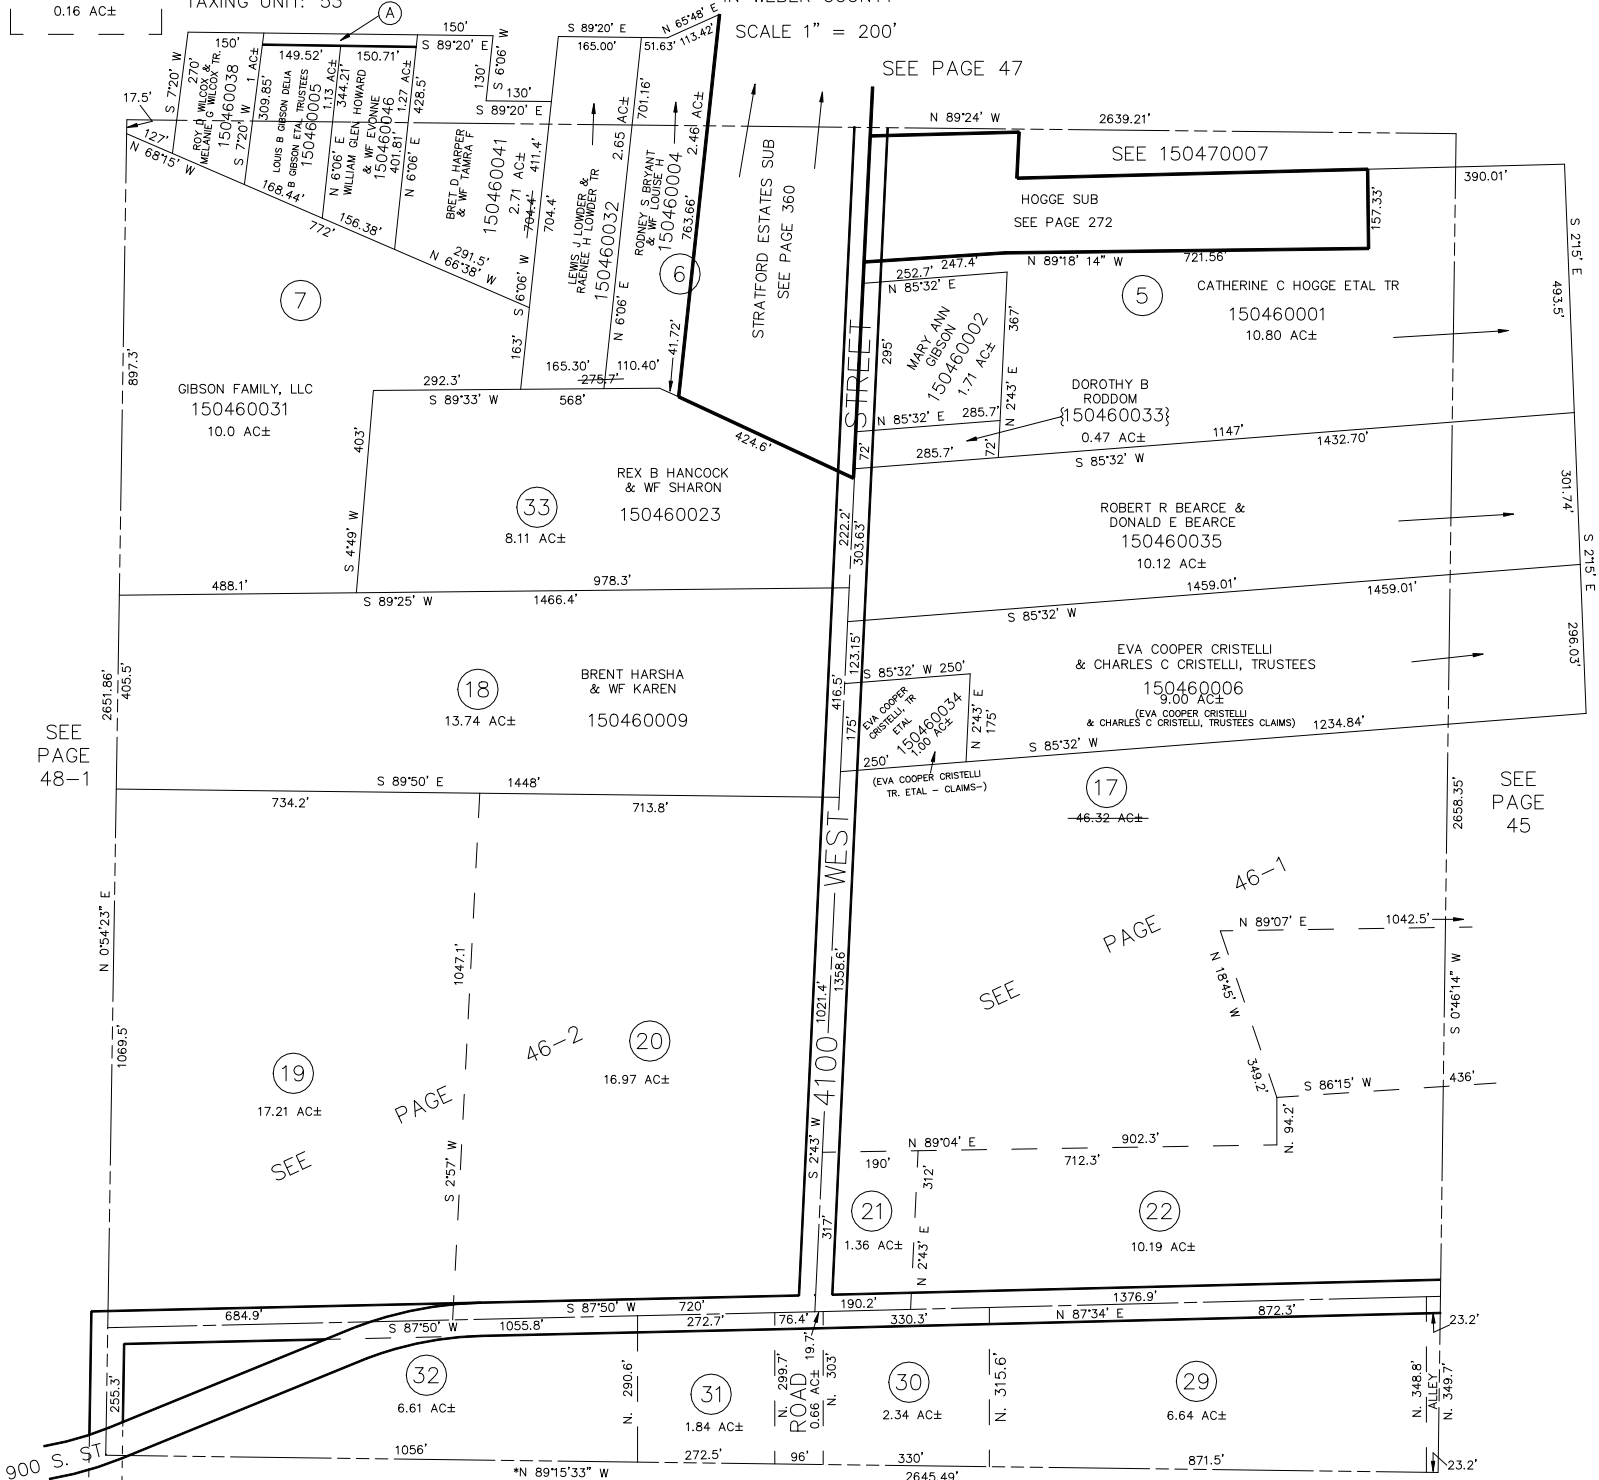 0.16 AC±
TAXING UNIT: 53
A
IN WEBER COUNTY
SCALE 1" = 200'
SEE PAGE 47
150'
150'
S 89°20' E
149.52'
150.71'
S 7°20' W
270'
ROY D WILCOX &
MELANIE G WILCOX TR.
150460038
1 AC±
S 7°20' W
309.85'
LOUIS B GIBSON DELIA
B GIBSON ETAL TRUSTEES
150460005
1.13 AC±
344.21'
N 6°06' E
WILLIAM GLEN HOWARD
& WF EVONNE
150460046
401.81'
1.27 AC±
428.5'
N 6°06' E
130'
S 6°06' W
130'
S 89°20' E
S 89°20' E
165.00'
51.63'
N 65°48' E
113.42'
17.5'
127'
N 68°15' W
168.44'
772'
156.38'
291.5'
N 66°38' W
BRET D HARPER
& WF TAMRA F
150460041
2.71 AC±
704.4'
411.4'
704.4'
S 6°06' W
163'
LEWIS J LOWDER &
RAENEE H LOWDER TR
150460032
2.65 AC±
701.16'
N 6°06' E
RODNEY S BRYANT
& WF LOUISE H
150460004
2.46 AC±
763.66'
6
41.72'
165.30'
110.40'
275.7'
STRATFORD ESTATES SUB
SEE PAGE 360
N 89°24' W
2639.21'
SEE 150470007
390.01'
HOGGE SUB
SEE PAGE 272
157.33'
S 2°15' E
493.5'
247.4'
N 89°18' 14" W
721.56'
252.7'
N 85°32' E
5
CATHERINE C HOGGE ETAL TR
150460001
10.80 AC±
MARY ANN
GIBSON
150460002
1.71 AC±
295'
367'
N 2°43' E
N 85°32' E
285.7'
DOROTHY B
RODDOM
{150460033}
0.47 AC±
72'
285.7'
72'
1147'
1432.70'
S 85°32' W
7
897.3'
GIBSON FAMILY, LLC
150460031
10.0 AC±
292.3'
S 89°33' W
568'
403'
S 4°49' W
424.6'
REX B HANCOCK
& WF SHARON
150460023
33
8.11 AC±
STREET
222.2'
303.63'
ROBERT R BEARCE &
DONALD E BEARCE
150460035
10.12 AC±
301.74'
S 2°15' E
488.1'
978.3'
S 89°25' W
1466.4'
1459.01'
1459.01'
S 85°32' W
2651.86'
405.5'
18
13.74 AC±
BRENT HARSHA
& WF KAREN
150460009
416.5'
123.15'
S 85°32' W
250'
EVA COOPER
CRISTELLI, TR
ETAL
150460034
1.00 AC±
N 2°43' E
175'
175'
250'
(EVA COOPER CRISTELLI
TR. ETAL - CLAIMS-)
EVA COOPER CRISTELLI
& CHARLES C CRISTELLI, TRUSTEES
150460006
9.00 AC±
(EVA COOPER CRISTELLI
& CHARLES C CRISTELLI, TRUSTEES CLAIMS)
296.03'
1234.84'
S 85°32' W
SEE
PAGE
48-1
S 89°50' E
1448'
734.2'
713.8'
17
46.32 AC±
2658.35'
SEE
PAGE
45
SEE PAGE 46-1
N 89°07' E
1042.5'
N 18°45' W
349.2'
S 0°46'14" W
S 86°15' W
436'
N. 94.2'
N 0°54'23" E
1069.5'
1047.1'
S 2°57' W
19
17.21 AC±
SEE PAGE 46-2
20
16.97 AC±
4100 WEST
1021.4'
1358.6'
S 2°43' W
317'
N 89°04' E
902.3'
190'
712.3'
312'
N 2°43' E
21
1.36 AC±
22
10.19 AC±
684.9'
S 87°50' W
720'
190.2'
1376.9'
S 87°50' W
1055.8'
272.7'
76.4'
330.3'
N 87°34' E
872.3'
23.2'
255.3'
32
6.61 AC±
N. 290.6'
31
1.84 AC±
N. 299.7'
ROAD
0.66 AC±
19.7'
N. 303'
30
2.34 AC±
N. 315.6'
29
6.64 AC±
N. 348.8'
ALLEY
N. 349.7'
900 S. ST
1056'
272.5'
96'
330'
871.5'
23.2'
*N 89°15'33" W
2645.49'